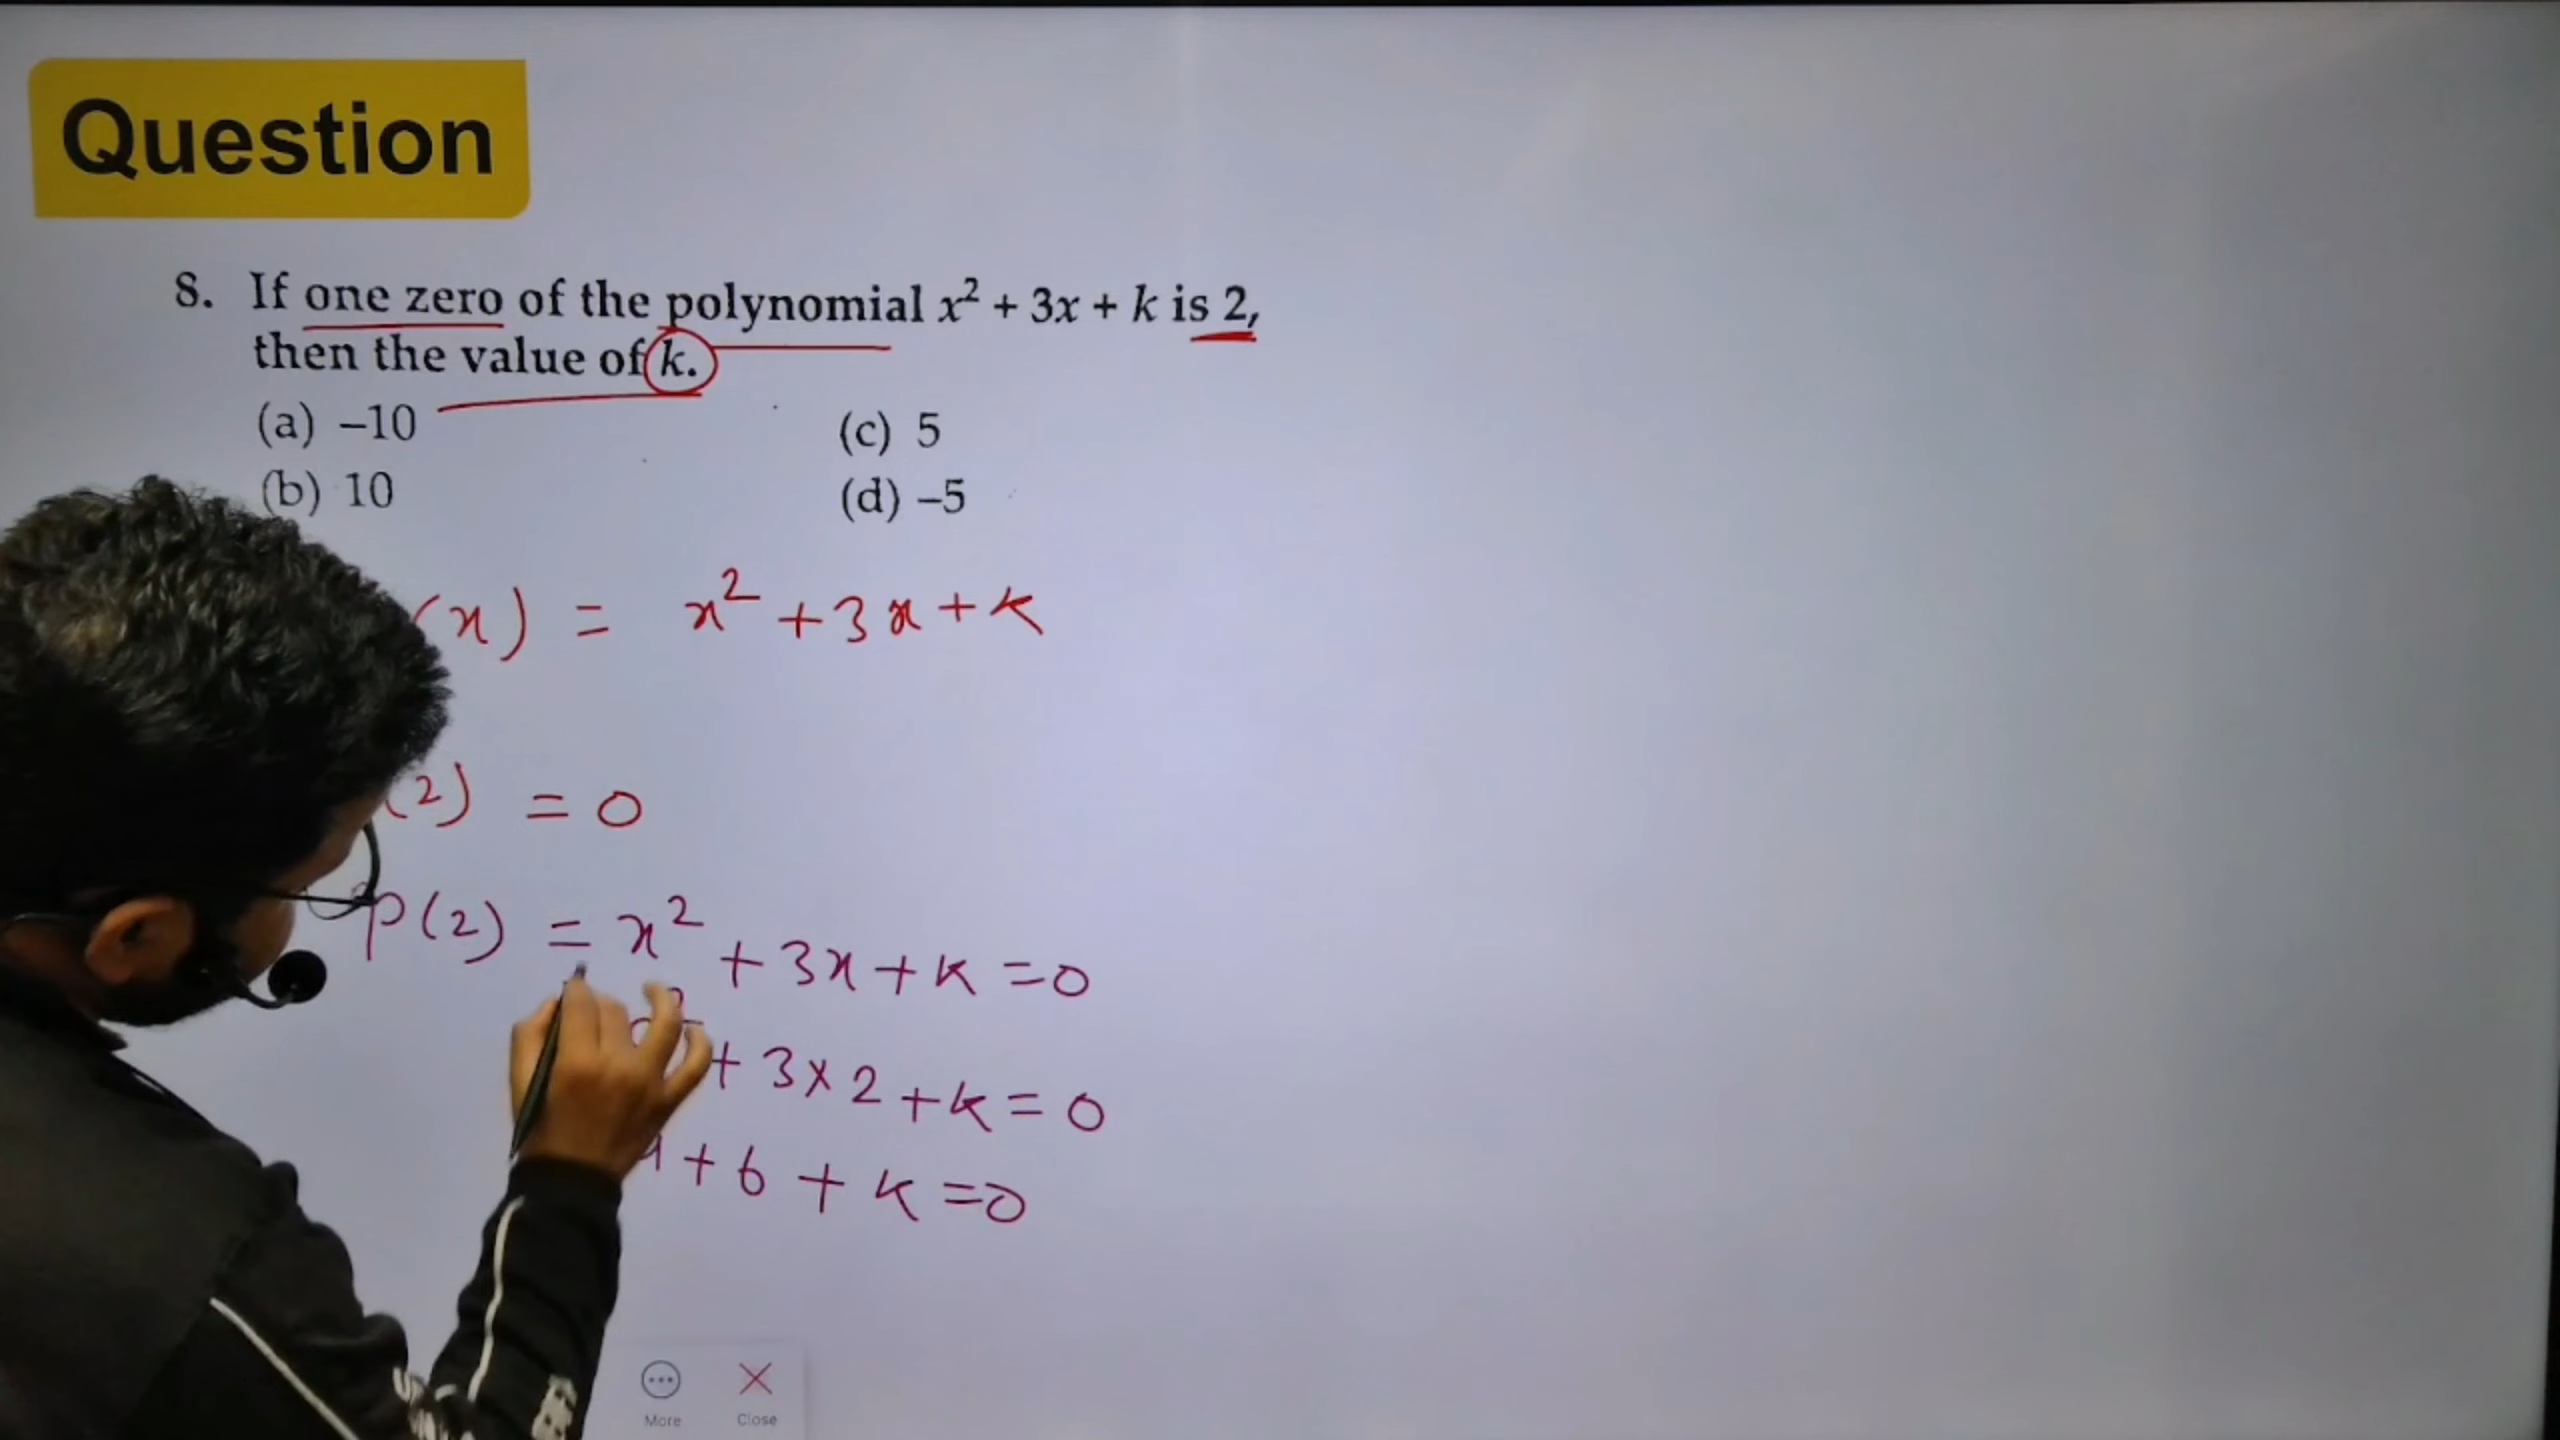 Question
8. If one zero of the polynomial x² + 3x + k is 2,
then the value of k.
(a) –10 (c) 5
(b) 10 (d) –5
(x) = x² + 3x + k
(2) = 0
p(2) = x² + 3x + k = 0
+ 3 × 2 + k = 0
+ 6 + k = 0
More Close